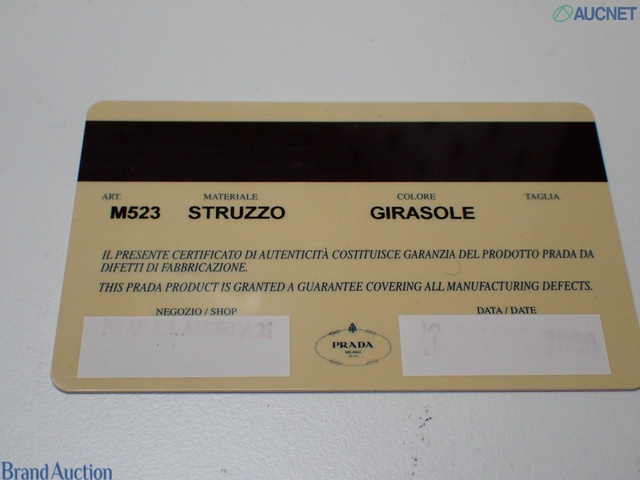 AUCNET
ART. MATERIALE COLORE TAGLIA
M523 STRUZZO GIRASOLE
IL PRESENTE CERTIFICATO DI AUTENTICITÀ COSTITUISCE GARANZIA DEL PRODOTTO PRADA DA
DIFETTI DI FABBRICAZIONE.
THIS PRADA PRODUCT IS GRANTED A GUARANTEE COVERING ALL MANUFACTURING DEFECTS.
NEGOZIO / SHOP DATA / DATE
PRADA
MILANO
Brand Auction